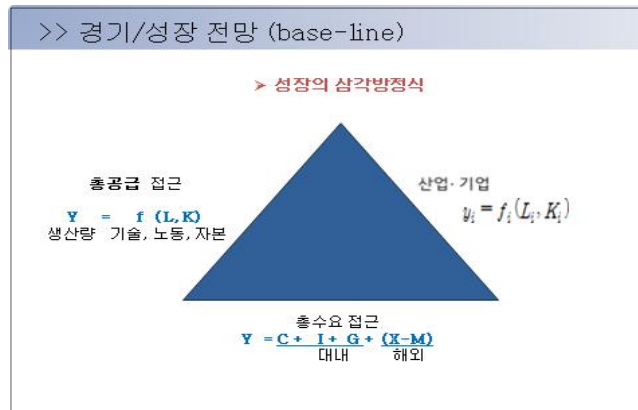 >> 경기/성장 전망 (base-line)
➤ 성장의 삼각방정식
총공급 접근
Y = f (L,K)
생산량 기술, 노동, 자본
산업· 기업
yᵢ = fᵢ(Lᵢ, Kᵢ)
총수요 접근
Y = C + I + G + (X-M)
대내 해외